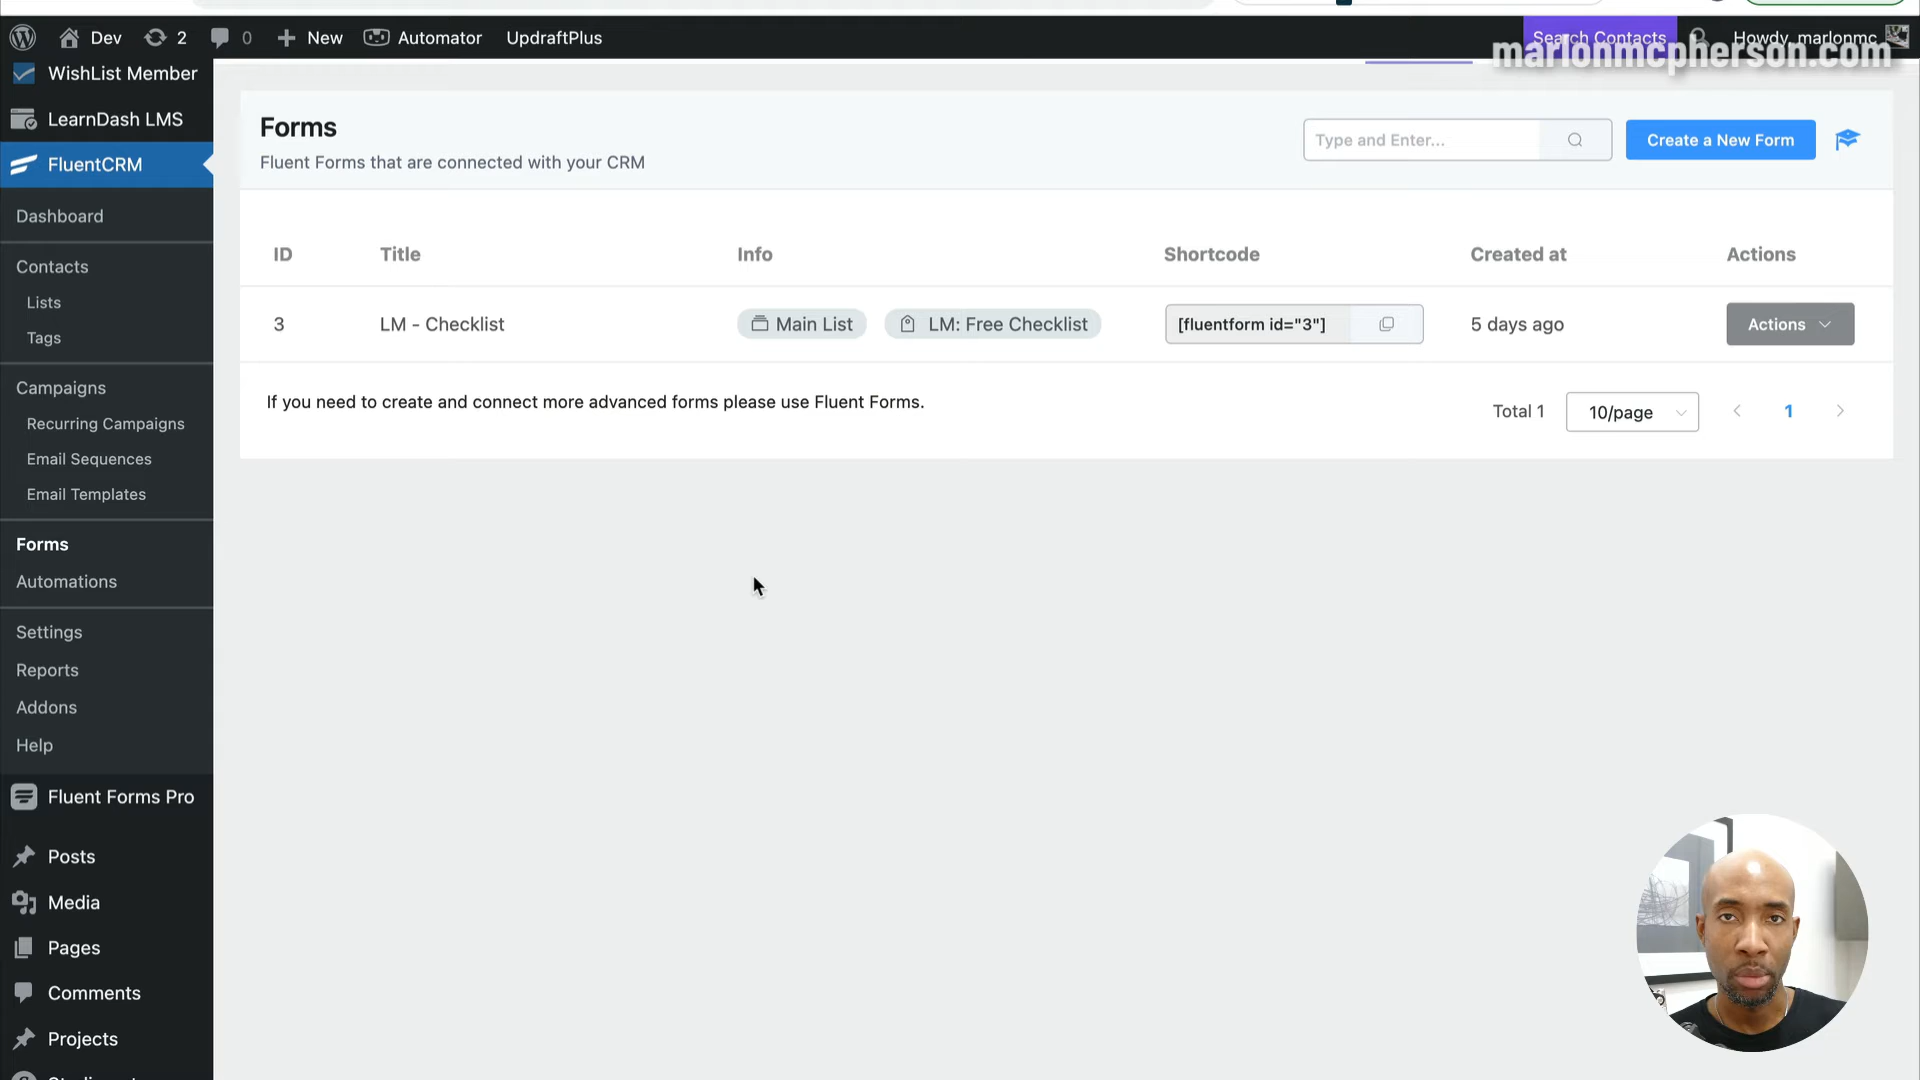 Dev
2
0
New
Automator
UpdraftPlus
Search Contacts
Howdy, marlonmc
marlonmcpherson.com
WishList Member
LearnDash LMS
FluentCRM
Dashboard
Contacts
Lists
Tags
Campaigns
Recurring Campaigns
Email Sequences
Email Templates
Forms
Automations
Settings
Reports
Addons
Help
Fluent Forms Pro
Posts
Media
Pages
Comments
Projects
Forms
Fluent Forms that are connected with your CRM
Type and Enter...
Create a New Form
ID Title Info Shortcode Created at Actions
3 LM - Checklist Main List LM: Free Checklist [fluentform id="3"] 5 days ago Actions
If you need to create and connect more advanced forms please use Fluent Forms.
Total 1 10/page 1